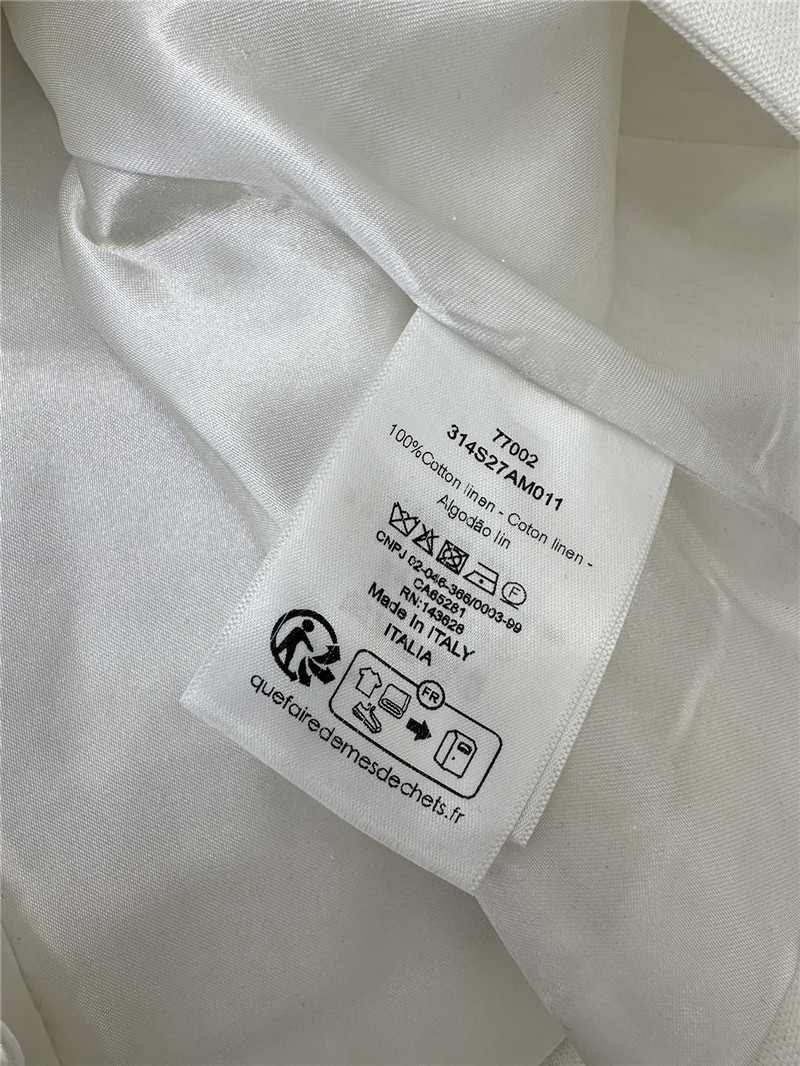 77002
314S27AM011
100%Cotton linen - Coton linen -
Algodão lin
F
CNPJ 02-046-366/0003-99
CA65281
RN:143628
Made In ITALY
ITALIA
FR
quefairedemesdechets.fr